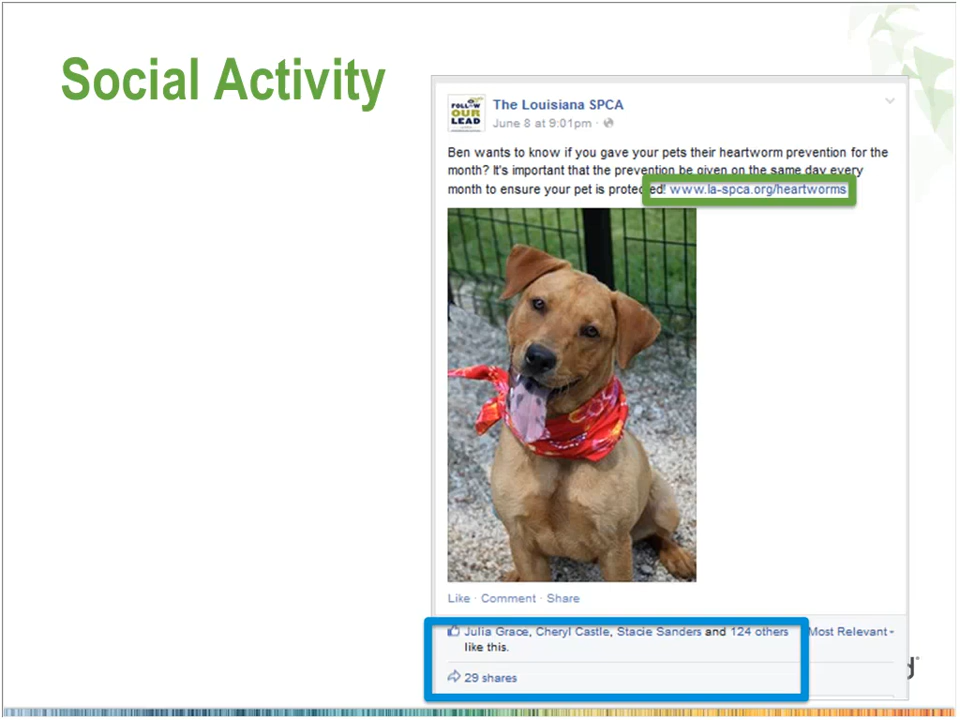 Social Activity
FOLLOW
OUR
LEAD
The Louisiana SPCA
June 8 at 9:01pm ·
Ben wants to know if you gave your pets their heartworm prevention for the
month? It's important that the prevention be given on the same day every
month to ensure your pet is protected! www.la-spca.org/heartworms
Like · Comment · Share
Julia Grace, Cheryl Castle, Stacie Sanders and 124 others
Most Relevant
like this.
29 shares